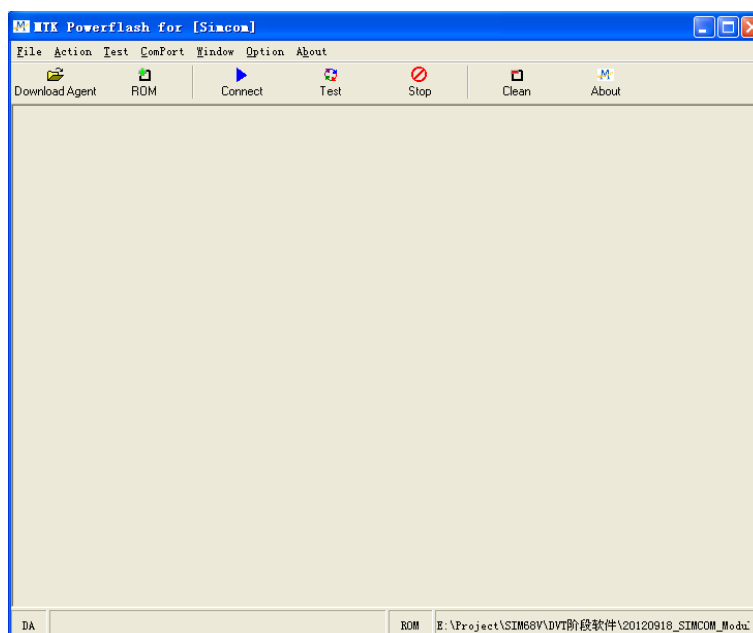 MTK Powerflash for [Simcom]
File Action Test ComPort Window Option About
Download Agent ROM Connect Test Stop Clean About
DA ROM E:\Project\SIM68V\DVT阶段软件\20120918_SIMCOM_Modul